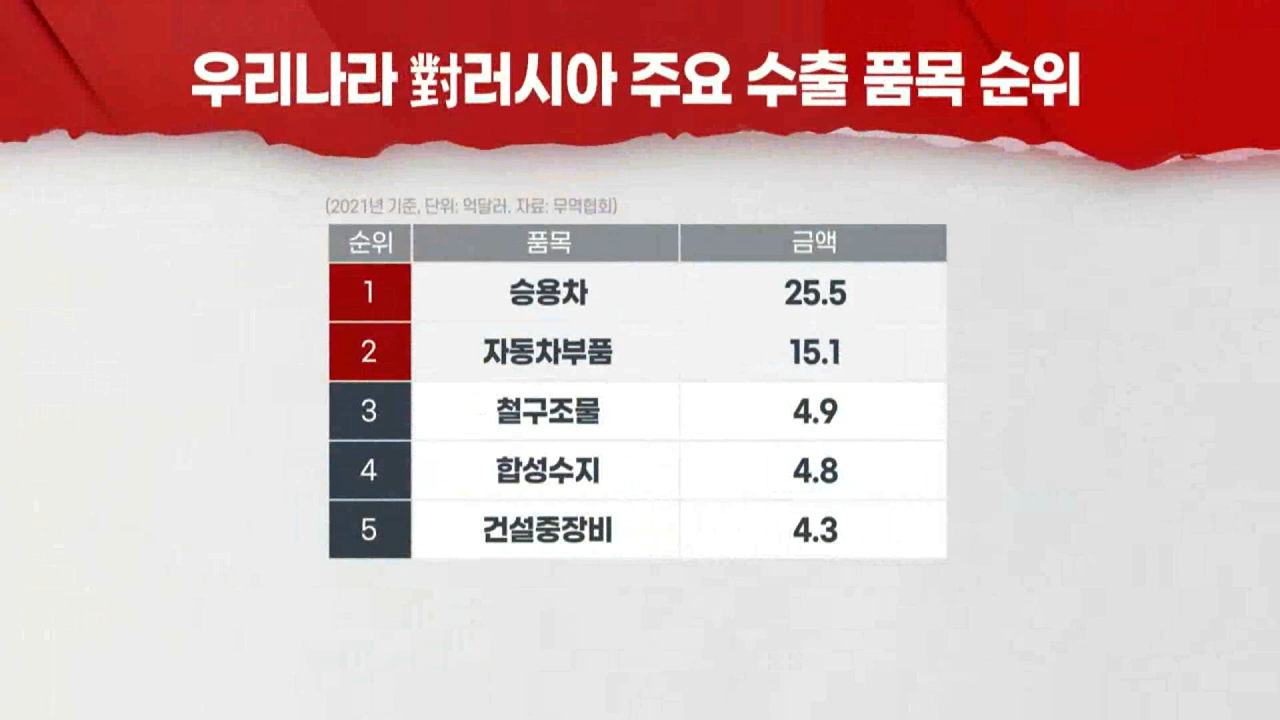 우리나라 對러시아 주요 수출 품목 순위
(2021년 기준, 단위: 억달러, 자료: 무역협회)
순위 품목 금액
1 승용차 25.5
2 자동차부품 15.1
3 철구조물 4.9
4 합성수지 4.8
5 건설중장비 4.3